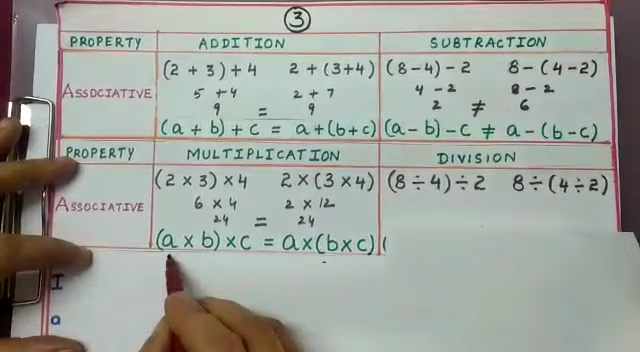 3
PROPERTY ADDITION SUBTRACTION
ASSOCIATIVE (2 + 3) + 4 2 + (3+4) (8-4) - 2 8 - (4-2)
5 + 4 2 + 7 4 - 2 8 - 2
9 = 9 2 ≠ 6
(a + b) + c = a + (b + c) (a - b) - c ≠ a - (b - c)
PROPERTY MULTIPLICATION DIVISION
ASSOCIATIVE (2 × 3) × 4 2 × (3 × 4) (8 ÷ 4) ÷ 2 8 ÷ (4 ÷ 2)
6 × 4 2 × 12
24 = 24
(a × b) × c = a × (b × c) (
I
a